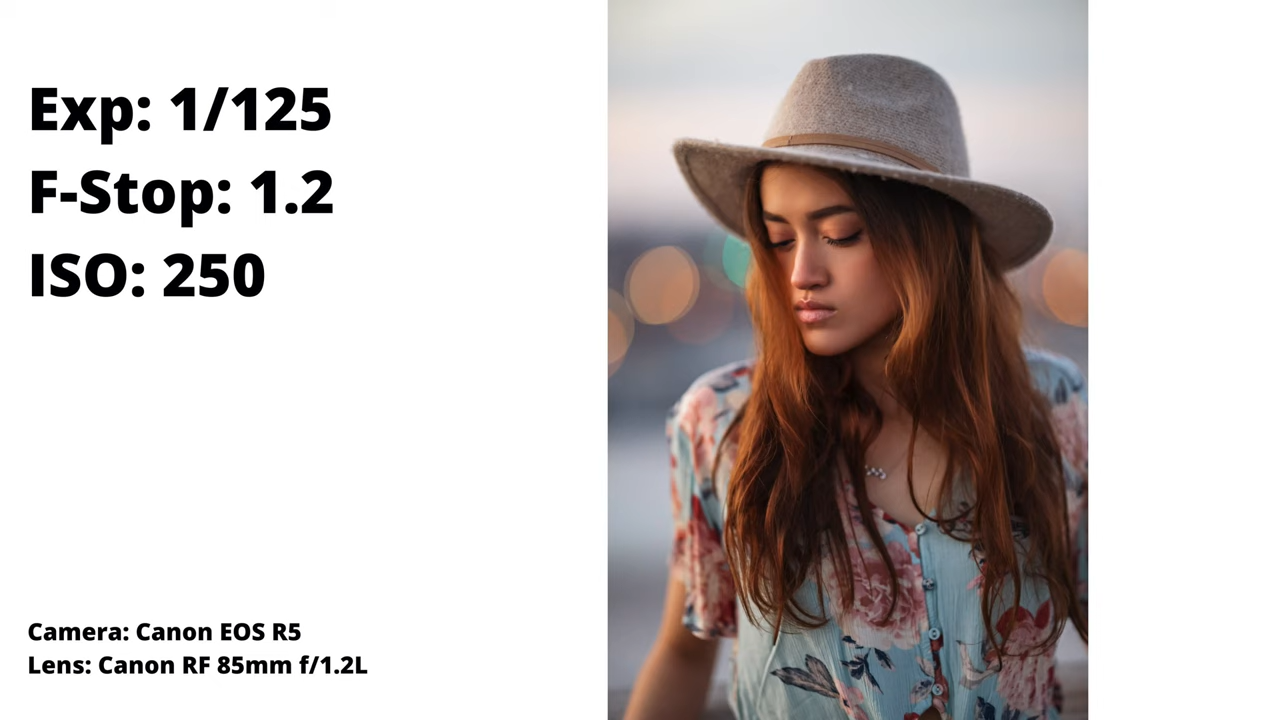 Exp: 1/125
F-Stop: 1.2
ISO: 250
Camera: Canon EOS R5
Lens: Canon RF 85mm f/1.2L